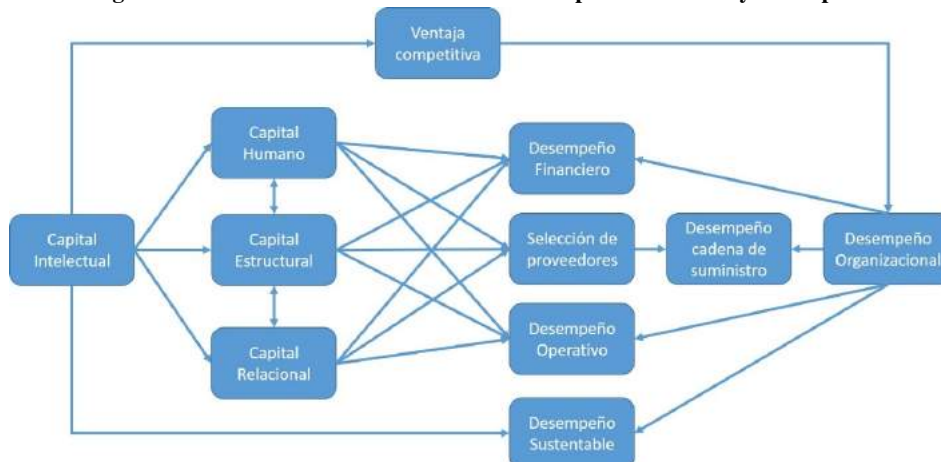 Ventaja
competitiva
Capital
Humano
Desempeño
Financiero
Capital
Intelectual
Capital
Estructural
Selección de
proveedores
Desempeño
cadena de
suministro
Desempeño
Organizacional
Capital
Relacional
Desempeño
Operativo
Desempeño
Sustentable